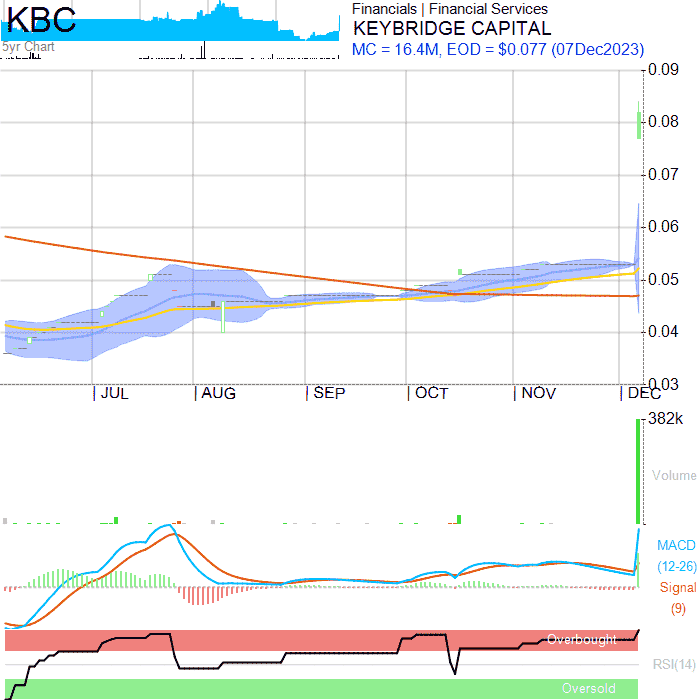 KBC
5yr Chart
Financials | Financial Services
KEYBRIDGE CAPITAL
MC = 16.4M, EOD = $0.077 (07Dec2023)
0.09
0.08
0.07
0.06
0.05
0.04
0.03
JUL AUG SEP OCT NOV DEC
382k
Volume
MACD
(12-26)
Signal
(9)
Overbought
RSI(14)
Oversold